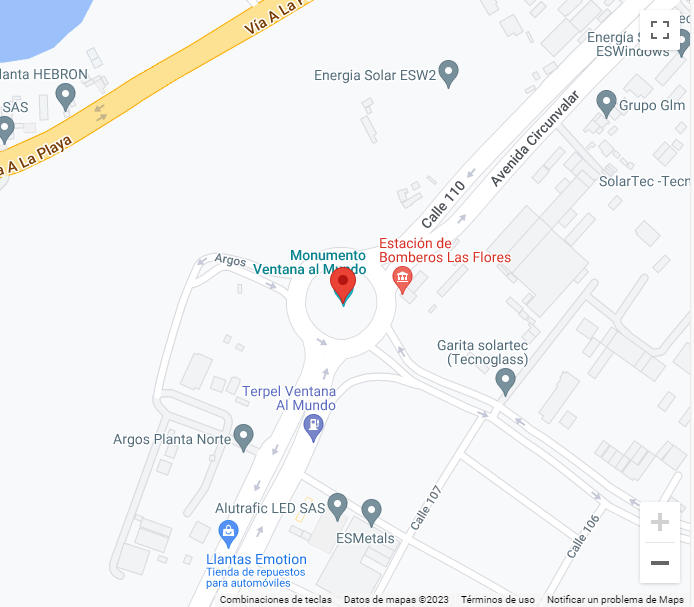 Vía A La P
Energía S
ESWindows
lanta HEBRON
Energia Solar ESW2
SAS
Grupo Glm
a A La Playa
Avenida Circunvalar
SolarTec -Tecn
Calle 110
Estación de
Bomberos Las Flores
Monumento
Ventana al Mundo
Argos
Garita solartec
(Tecnoglass)
Terpel Ventana
Al Mundo
Argos Planta Norte
Calle 107
Alutrafic LED SAS
Calle 106
ESMetals
Llantas Emotion
Tienda de repuestos
para automóviles
Combinaciones de teclas
Datos de mapas ©2023
Términos de uso
Notificar un problema de Maps